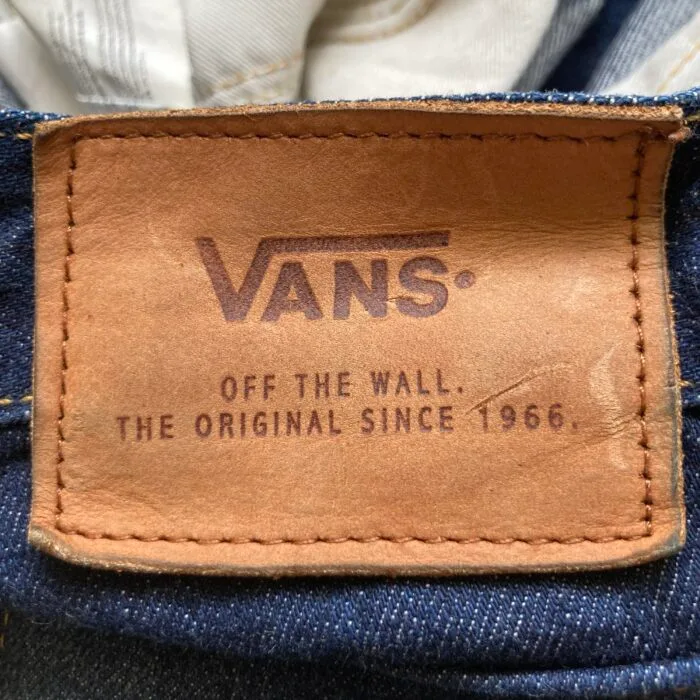 VANS®
OFF THE WALL.
THE ORIGINAL SINCE 1966.